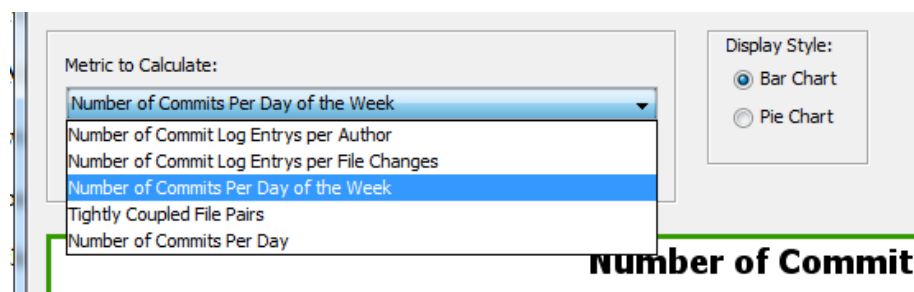 Metric to Calculate:
Number of Commits Per Day of the Week
Number of Commit Log Entrys per Author
Number of Commit Log Entrys per File Changes
Number of Commits Per Day of the Week
Tightly Coupled File Pairs
Number of Commits Per Day
Display Style:
Bar Chart
Pie Chart
Number of Commit